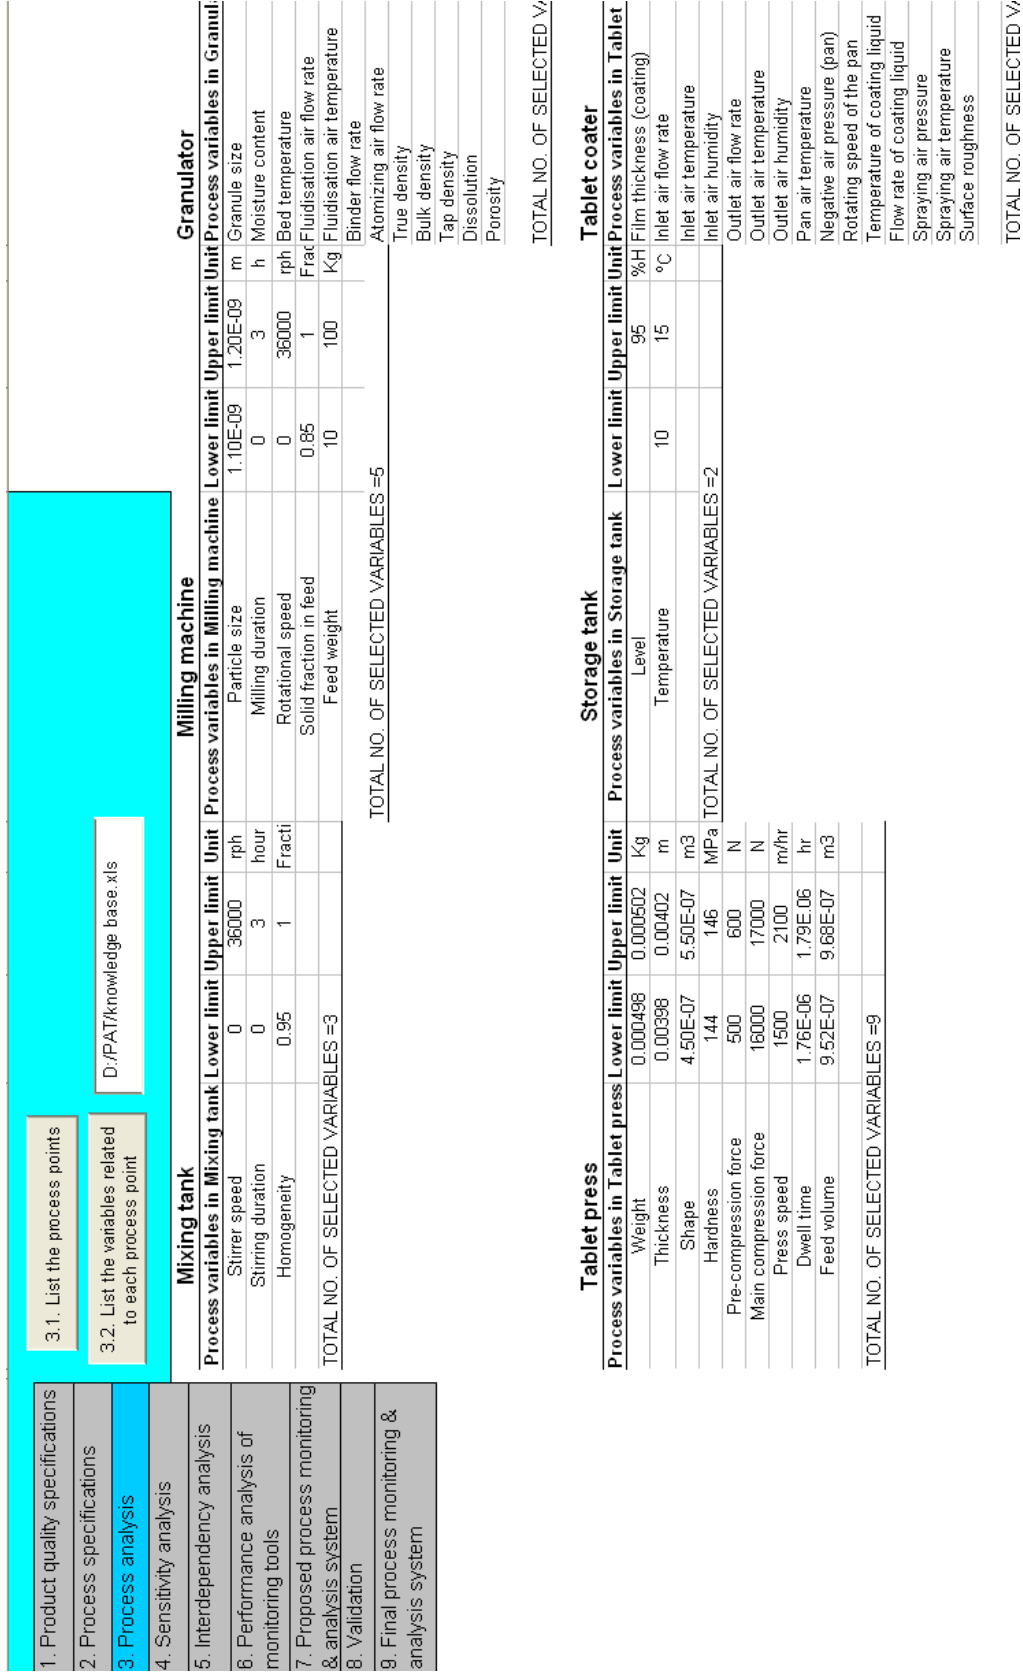 1. Product quality specifications
2. Process specifications
3. Process analysis
4. Sensitivity analysis
5. Interdependency analysis
6. Performance analysis of
monitoring tools
7. Proposed process monitoring
& analysis system
8. Validation
9. Final process monitoring &
analysis system
3.1. List the process points
3.2. List the variables related
to each process point
D:/PAT/knowledge base.xls
Mixing tank
Process variables in Mixing tank Lower limit Upper limit Unit
Stirrer speed 0 36000 rph
Stirring duration 0 3 hour
Homogeneity 0.95 1 Fracti
TOTAL NO. OF SELECTED VARIABLES =3
Milling machine
Process variables in Milling machine Lower limit Upper limit Unit
Particle size 1.10E-09 1.20E-09 m
Milling duration 0 3 h
Rotational speed 0 36000 rph
Solid fraction in feed 0.85 1 Frac
Feed weight 10 100 Kg
TOTAL NO. OF SELECTED VARIABLES =5
Granulator
Process variables in Granul
Granule size
Moisture content
Bed temperature
Fluidisation air flow rate
Fluidisation air temperature
Binder flow rate
Atomizing air flow rate
True density
Bulk density
Tap density
Dissolution
Porosity
TOTAL NO. OF SELECTED VA
Tablet press
Process variables in Tablet press Lower limit Upper limit Unit
Weight 0.000498 0.000502 Kg
Thickness 0.00398 0.00402 m
Shape 4.50E-07 5.50E-07 m3
Hardness 144 146 MPa
Pre-compression force 500 600 N
Main compression force 16000 17000 N
Press speed 1500 2100 m/hr
Dwell time 1.76E-06 1.79E.06 hr
Feed volume 9.52E-07 9.68E-07 m3
TOTAL NO. OF SELECTED VARIABLES =9
Storage tank
Process variables in Storage tank Lower limit Upper limit Unit
Level 95 %H
Temperature 10 15 °C
TOTAL NO. OF SELECTED VARIABLES =2
Tablet coater
Process variables in Tablet
Film thickness (coating)
Inlet air flow rate
Inlet air temperature
Inlet air humidity
Outlet air flow rate
Outlet air temperature
Outlet air humidity
Pan air temperature
Negative air pressure (pan)
Rotating speed of the pan
Temperature of coating liquid
Flow rate of coating liquid
Spraying air pressure
Spraying air temperature
Surface roughness
TOTAL NO. OF SELECTED VA